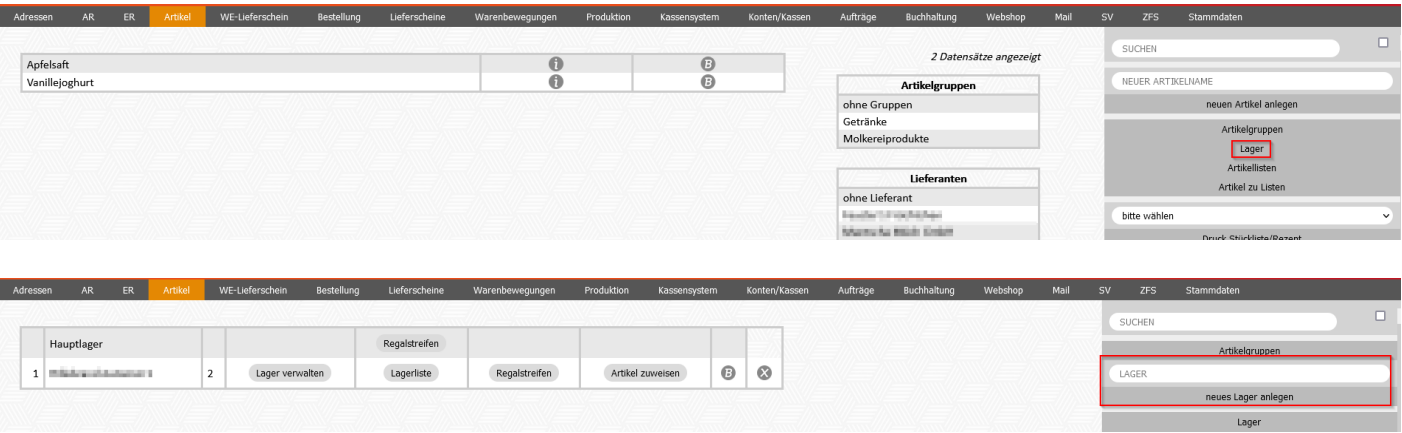 Adressen AR ER Artikel WE-Lieferschein Bestellung Lieferscheine Warenbewegungen Produktion Kassensystem Konten/Kassen Aufträge Buchhaltung Webshop Mail SV ZFS Stammdaten
Apfelsaft i B
Vanillejoghurt i B
2 Datensätze angezeigt
Artikelgruppen
ohne Gruppen
Getränke
Molkereiprodukte
Lieferanten
ohne Lieferant
SUCHEN
NEUER ARTIKELNAME
neuen Artikel anlegen
Artikelgruppen
Lager
Artikellisten
Artikel zu Listen
bitte wählen
Druck Stückliste/Rezept
Adressen AR ER Artikel WE-Lieferschein Bestellung Lieferscheine Warenbewegungen Produktion Kassensystem Konten/Kassen Aufträge Buchhaltung Webshop Mail SV ZFS Stammdaten
Hauptlager Regalstreifen
1 2 Lager verwalten Lagerliste Regalstreifen Artikel zuweisen B X
SUCHEN
Artikelgruppen
LAGER
neues Lager anlegen
Lager